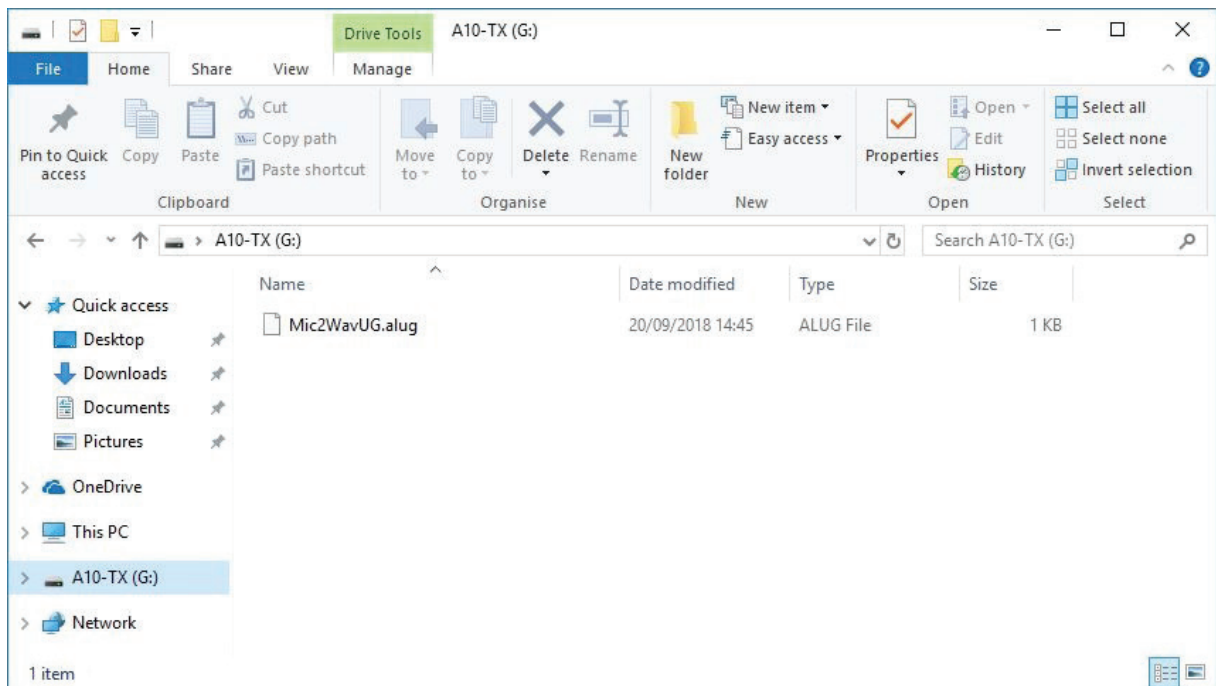 Drive Tools A10-TX (G:)
File Home Share View Manage
Pin to Quick access
Copy
Paste
Cut
Copy path
Paste shortcut
Clipboard
Move to
Copy to
Delete
Rename
Organise
New folder
New item
Easy access
New
Properties
Open
Edit
History
Open
Select all
Select none
Invert selection
Select
A10-TX (G:)
Search A10-TX (G:)
Name Date modified Type Size
Mic2WavUG.alug 20/09/2018 14:45 ALUG File 1 KB
Quick access
Desktop
Downloads
Documents
Pictures
OneDrive
This PC
A10-TX (G:)
Network
1 item